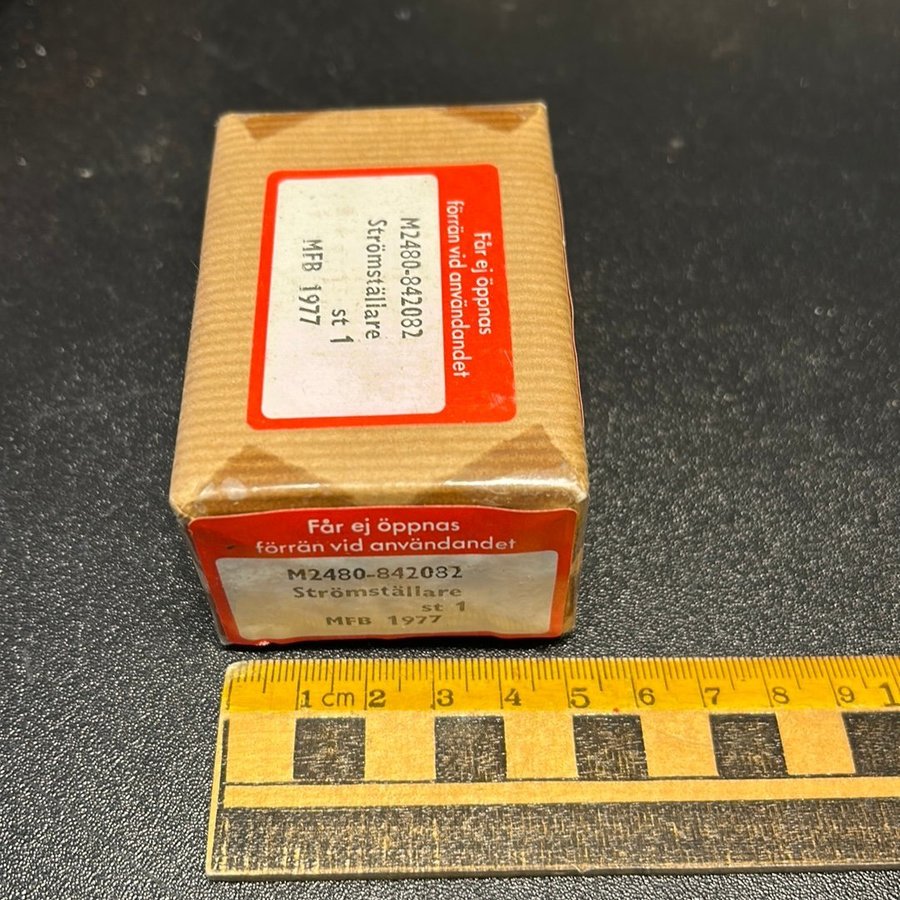 Får ej öppnas
förrän vid användandet
M2480-842082
Strömställare
st 1
MFB 1977
Får ej öppnas
förrän vid användandet
M2480-842082
Strömställare
st 1
MFB 1977
1 cm 2 3 4 5 6 7 8 9 1